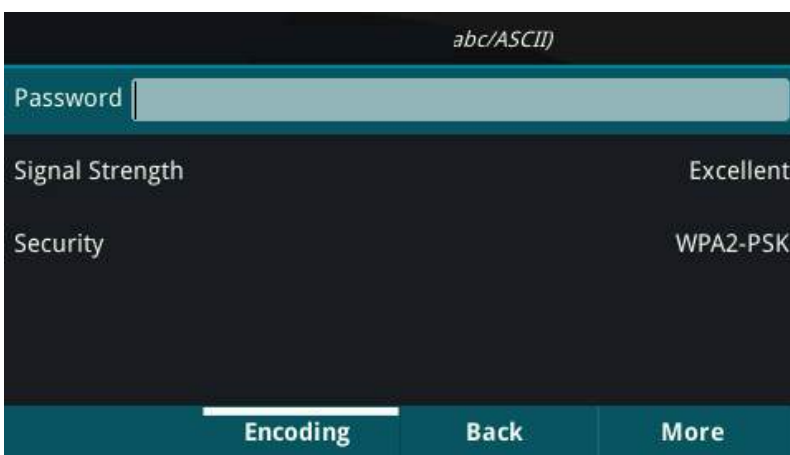 abc/ASCII)
Password
Signal Strength Excellent
Security WPA2-PSK
Encoding Back More